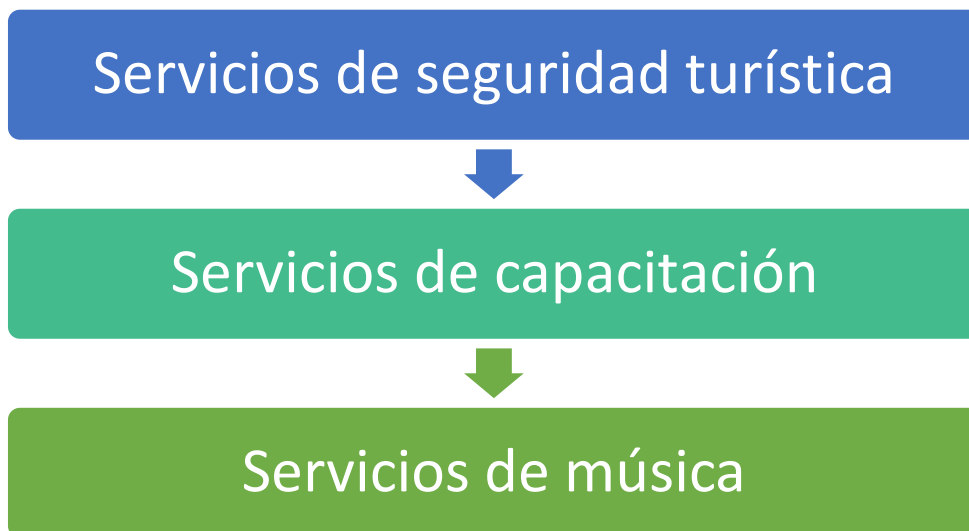 Servicios de seguridad turística
Servicios de capacitación
Servicios de música